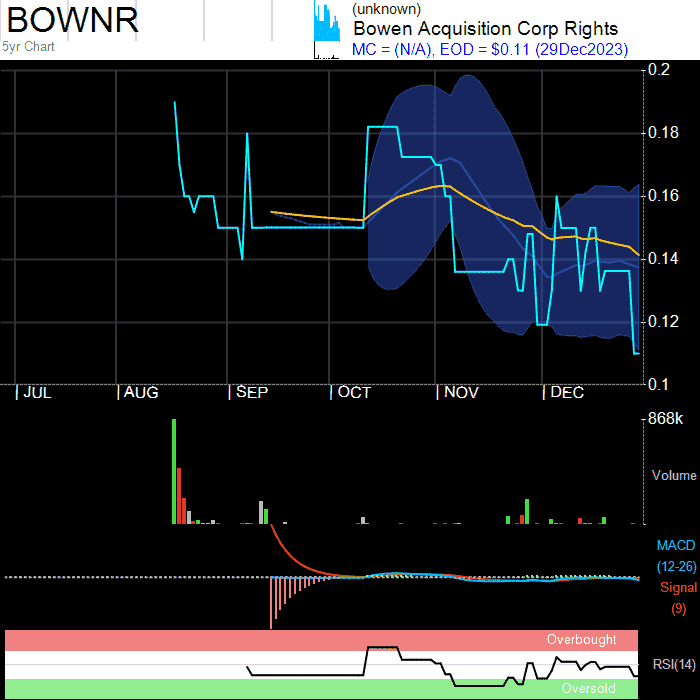 BOWNR
5yr Chart
(unknown)
Bowen Acquisition Corp Rights
MC = (N/A), EOD = $0.11 (29Dec2023)
0.2
0.18
0.16
0.14
0.12
0.1
JUL AUG SEP OCT NOV DEC
868k
Volume
MACD
(12-26)
Signal
(9)
Overbought
RSI(14)
Oversold